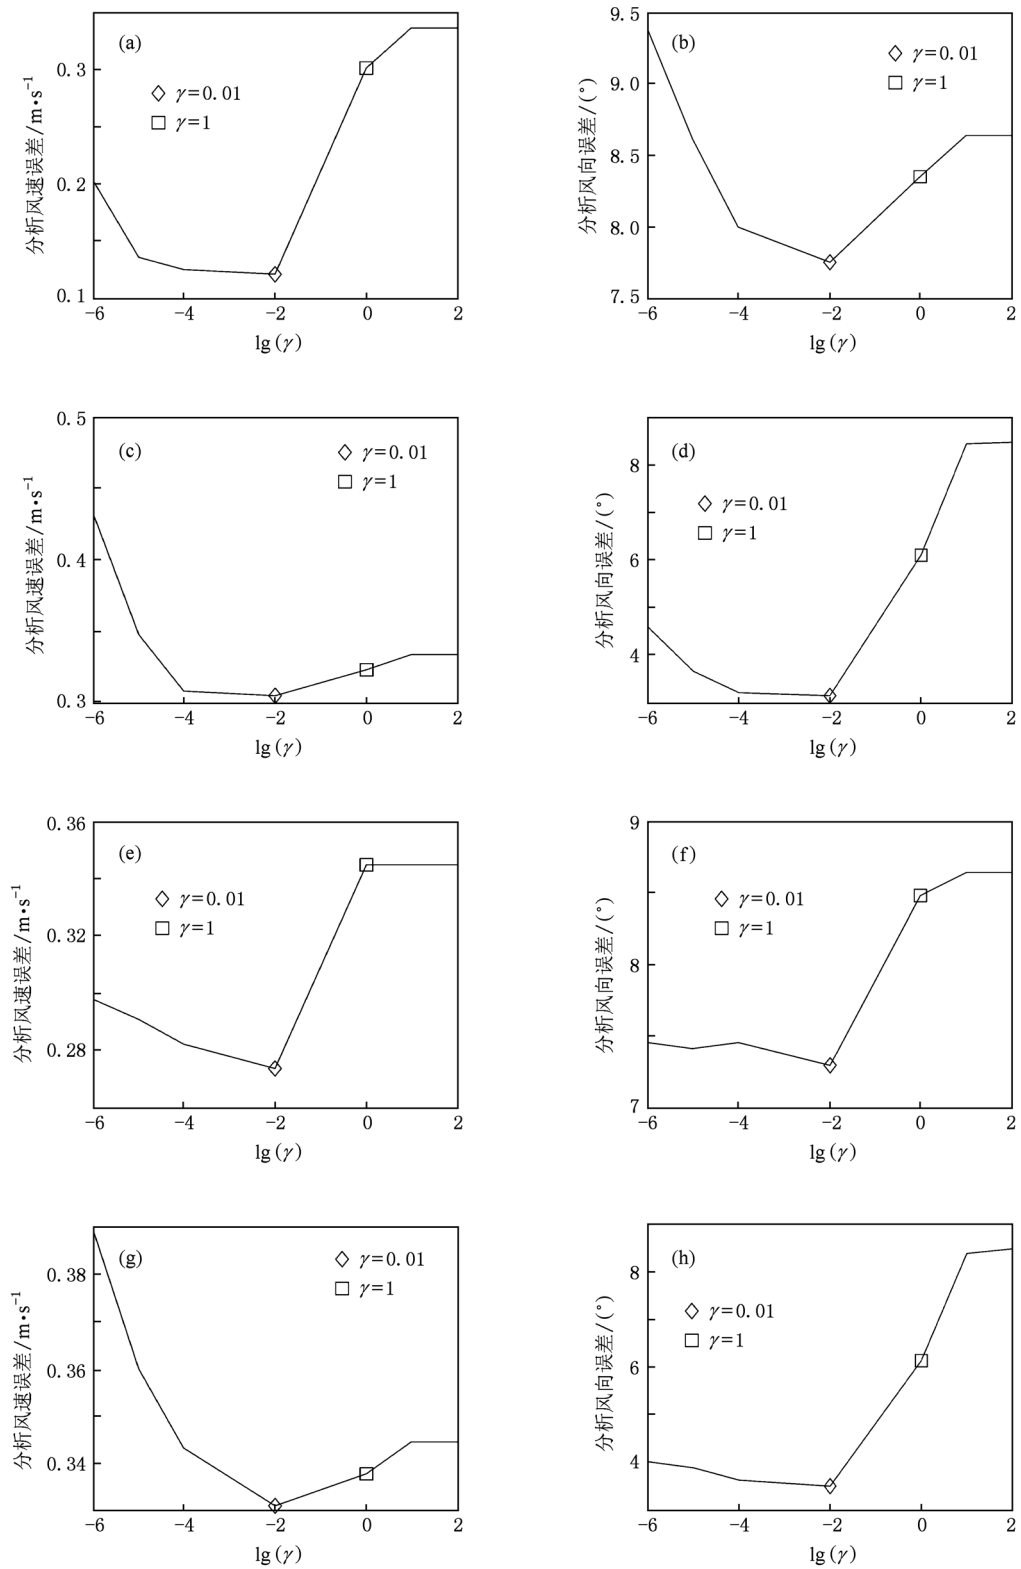 (a)
γ=0.01
γ=1
分析风速误差/m•s⁻¹
0.3
0.2
0.1
-6 -4 -2 0 2
lg(γ)
(b)
γ=0.01
γ=1
分析风向误差/(°)
9.5
9.0
8.5
8.0
7.5
-6 -4 -2 0 2
lg(γ)
(c)
γ=0.01
γ=1
分析风速误差/m•s⁻¹
0.5
0.4
0.3
-6 -4 -2 0 2
lg(γ)
(d)
γ=0.01
γ=1
分析风向误差/(°)
8
6
4
-6 -4 -2 0 2
lg(γ)
(e)
γ=0.01
γ=1
分析风速误差/m•s⁻¹
0.36
0.32
0.28
-6 -4 -2 0 2
lg(γ)
(f)
γ=0.01
γ=1
分析风向误差/(°)
9
8
7
-6 -4 -2 0 2
lg(γ)
(g)
γ=0.01
γ=1
分析风速误差/m•s⁻¹
0.38
0.36
0.34
-6 -4 -2 0 2
lg(γ)
(h)
γ=0.01
γ=1
分析风向误差/(°)
8
6
4
-6 -4 -2 0 2
lg(γ)